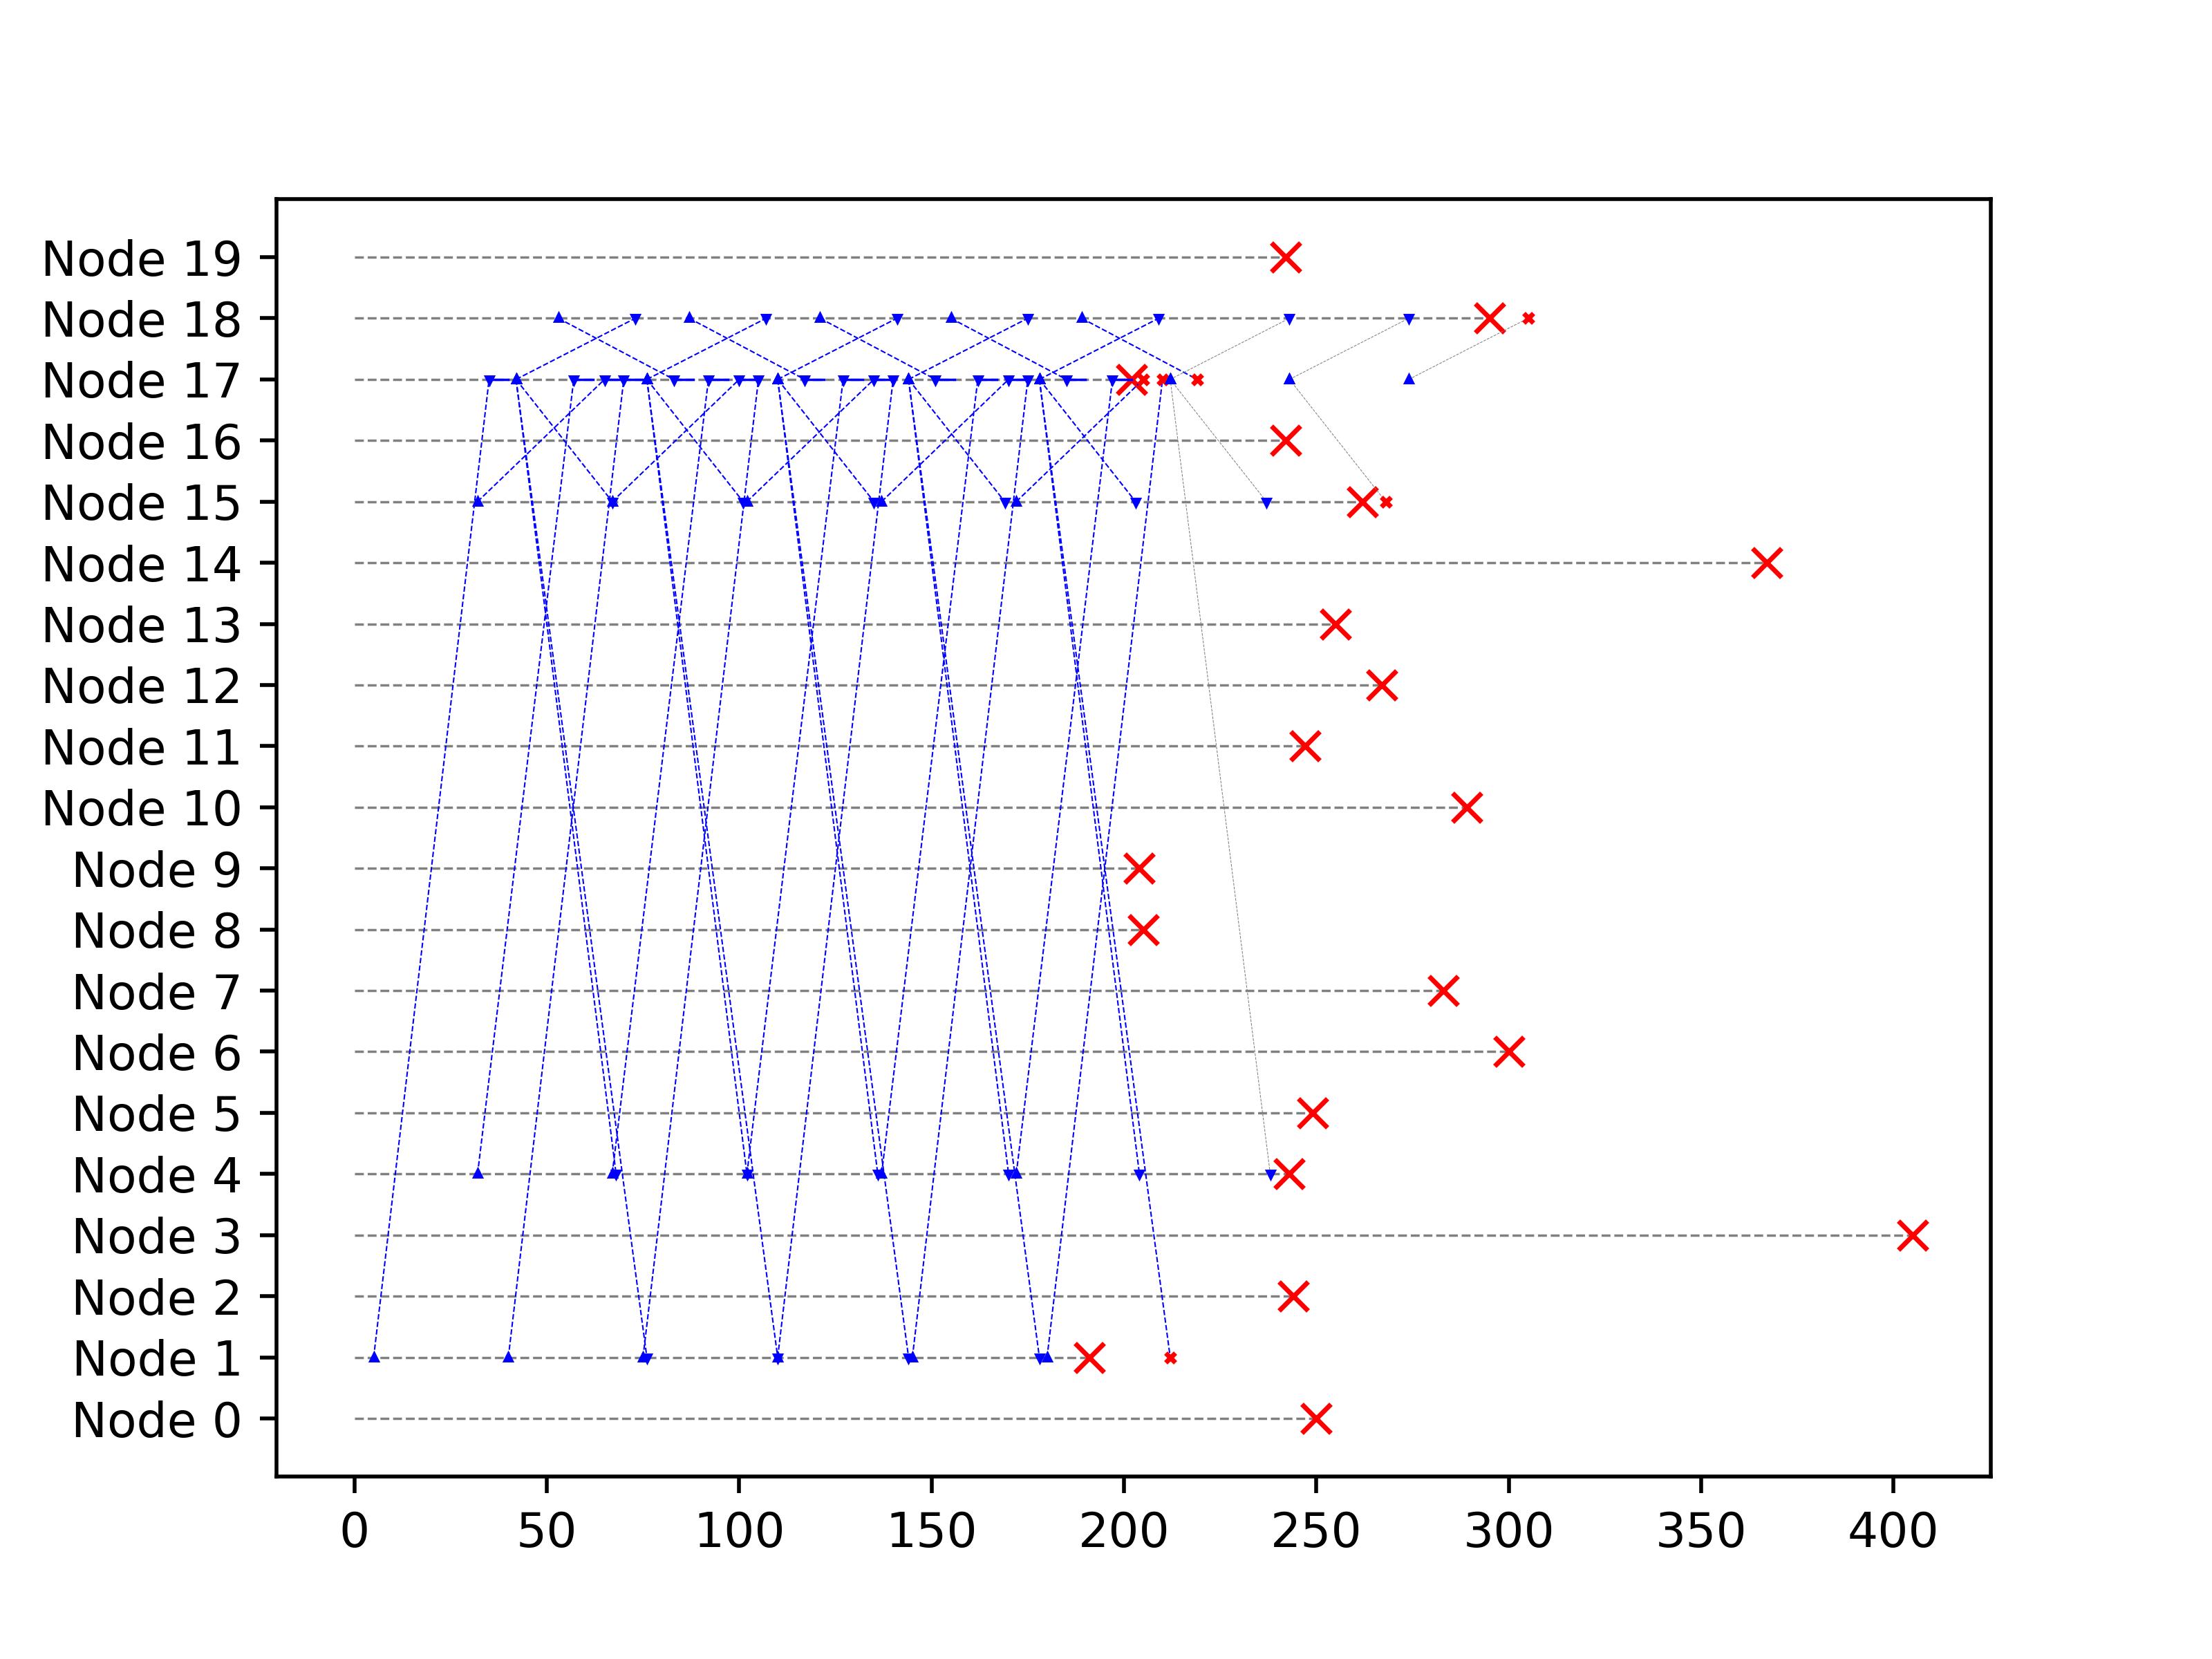 Node 19
Node 18
Node 17
Node 16
Node 15
Node 14
Node 13
Node 12
Node 11
Node 10
Node 9
Node 8
Node 7
Node 6
Node 5
Node 4
Node 3
Node 2
Node 1
Node 0
0 50 100 150 200 250 300 350 400